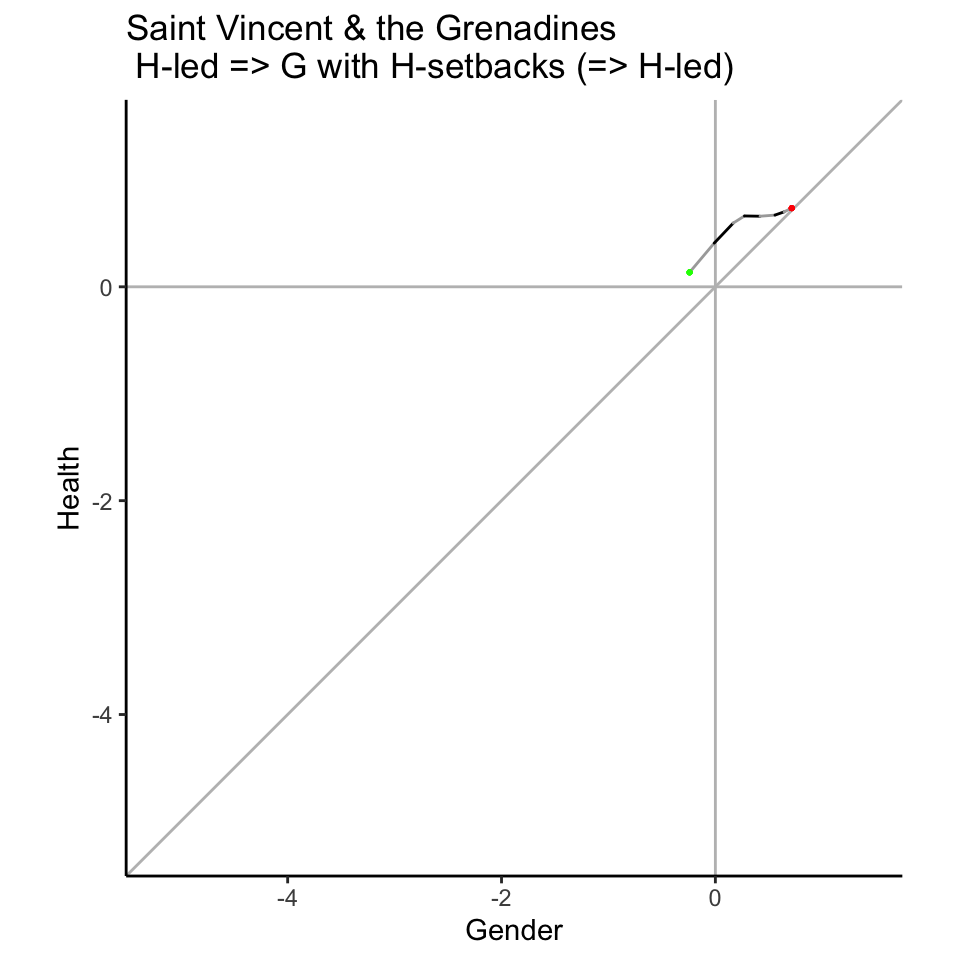 Saint Vincent & the Grenadines
H-led => G with H-setbacks (=> H-led)
0
-2
-4
Health
-4
-2
0
Gender